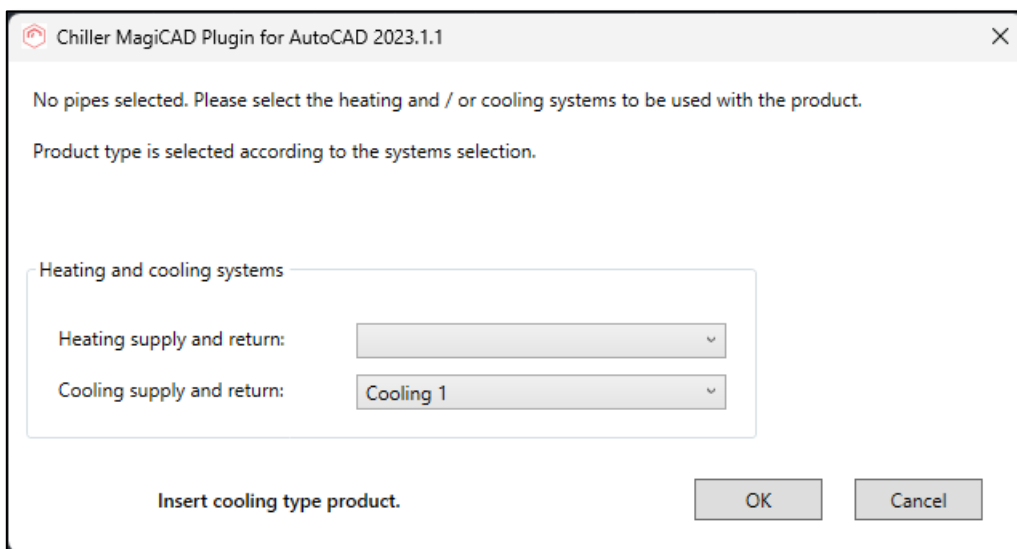 Chiller MagiCAD Plugin for AutoCAD 2023.1.1
No pipes selected. Please select the heating and / or cooling systems to be used with the product.
Product type is selected according to the systems selection.
Heating and cooling systems
Heating supply and return:
Cooling supply and return: Cooling 1
Insert cooling type product. OK Cancel